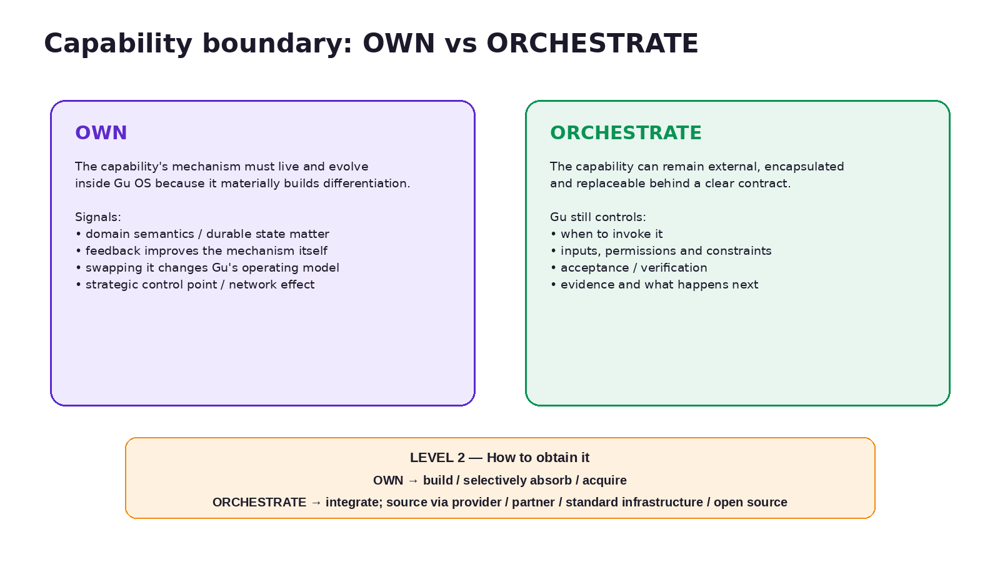 Capability boundary: OWN vs ORCHESTRATE
OWN
The capability's mechanism must live and evolve
inside Gu OS because it materially builds differentiation.
Signals:
• domain semantics / durable state matter
• feedback improves the mechanism itself
• swapping it changes Gu's operating model
• strategic control point / network effect
ORCHESTRATE
The capability can remain external, encapsulated
and replaceable behind a clear contract.
Gu still controls:
• when to invoke it
• inputs, permissions and constraints
• acceptance / verification
• evidence and what happens next
LEVEL 2 — How to obtain it
OWN → build / selectively absorb / acquire
ORCHESTRATE → integrate; source via provider / partner / standard infrastructure / open source